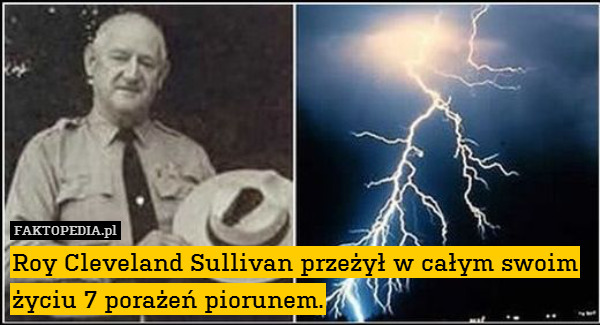 FAKTOPEDIA.pl
Roy Cleveland Sullivan przeżył w całym swoim
życiu 7 porażeń piorunem.